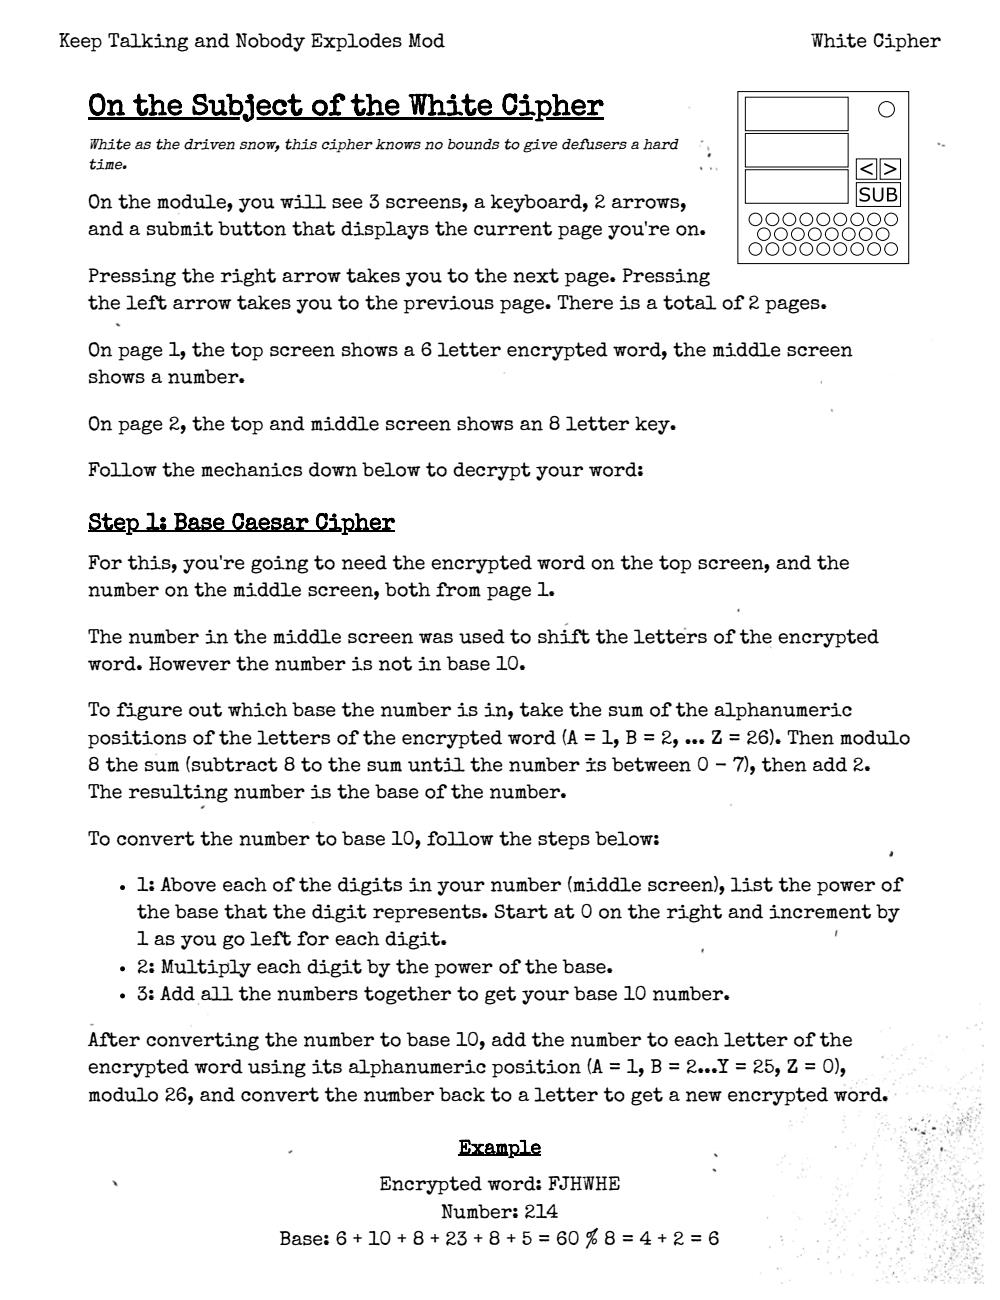 Keep Talking and Nobody Explodes Mod
White Cipher
On the Subject of the White Cipher
White as the driven snow, this cipher knows no bounds to give defusers a hard
time.
On the module, you will see 3 screens, a keyboard, 2 arrows,
and a submit button that displays the current page you're on.
< >
SUB
Pressing the right arrow takes you to the next page. Pressing
the left arrow takes you to the previous page. There is a total of 2 pages.
On page 1, the top screen shows a 6 letter encrypted word, the middle screen
shows a number.
On page 2, the top and middle screen shows an 8 letter key.
Follow the mechanics down below to decrypt your word:
Step 1: Base Caesar Cipher
For this, you're going to need the encrypted word on the top screen, and the
number on the middle screen, both from page 1.
The number in the middle screen was used to shift the letters of the encrypted
word. However the number is not in base 10.
To figure out which base the number is in, take the sum of the alphanumeric
positions of the letters of the encrypted word (A = 1, B = 2, ... Z = 26). Then modulo
8 the sum (subtract 8 to the sum until the number is between 0 - 7), then add 2.
The resulting number is the base of the number.
To convert the number to base 10, follow the steps below:
• 1: Above each of the digits in your number (middle screen), list the power of
the base that the digit represents. Start at 0 on the right and increment by
1 as you go left for each digit.
• 2: Multiply each digit by the power of the base.
• 3: Add all the numbers together to get your base 10 number.
After converting the number to base 10, add the number to each letter of the
encrypted word using its alphanumeric position (A = 1, B = 2...Y = 25, Z = 0),
modulo 26, and convert the number back to a letter to get a new encrypted word.
Example
Encrypted word: FJHWHE
Number: 214
Base: 6 + 10 + 8 + 23 + 8 + 5 = 60 % 8 = 4 + 2 = 6